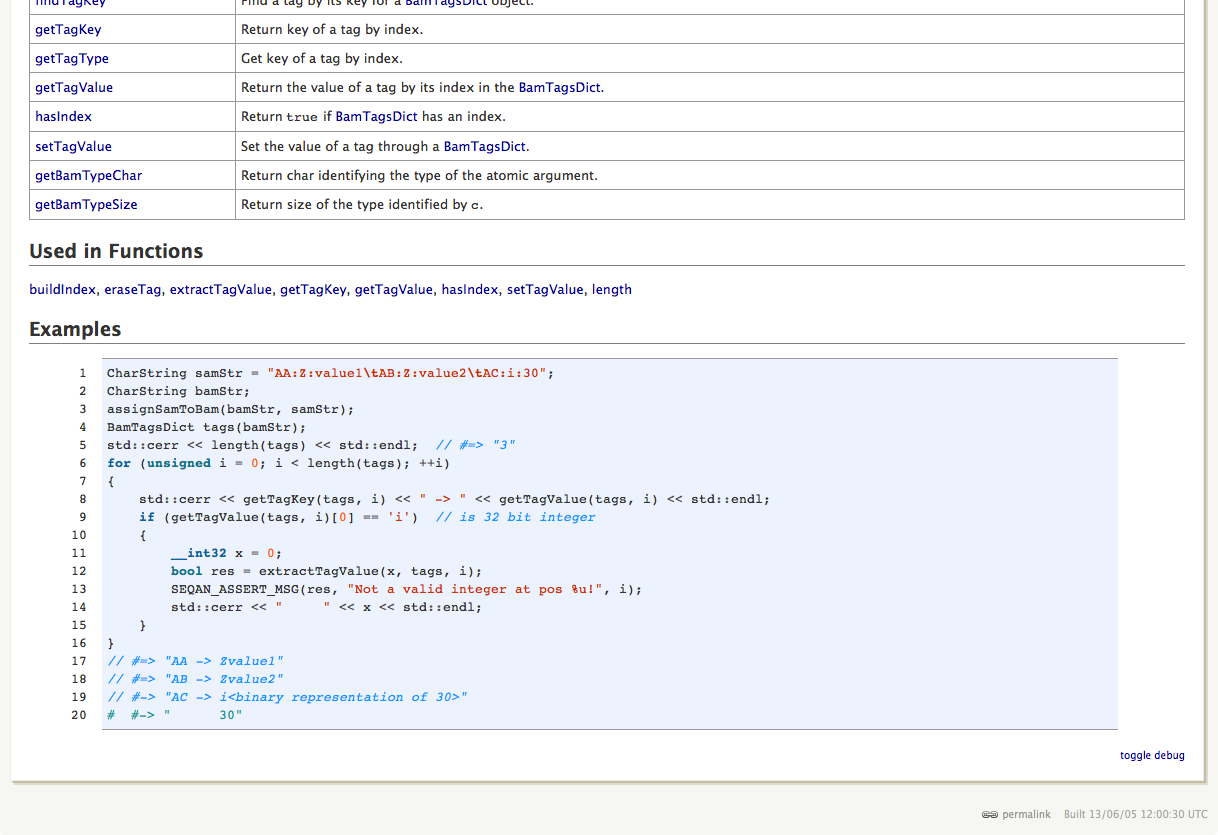 findTagKey Find a tag by its key for a BamTagsDict object.
getTagKey Return key of a tag by index.
getTagType Get key of a tag by index.
getTagValue Return the value of a tag by its index in the BamTagsDict.
hasIndex Return true if BamTagsDict has an index.
setTagValue Set the value of a tag through a BamTagsDict.
getBamTypeChar Return char identifying the type of the atomic argument.
getBamTypeSize Return size of the type identified by c.
Used in Functions
buildIndex, eraseTag, extractTagValue, getTagKey, getTagValue, hasIndex, setTagValue, length
Examples
1 CharString samStr = "AA:Z:value1\tAB:Z:value2\tAC:i:30";
2 CharString bamStr;
3 assignSamToBam(bamStr, samStr);
4 BamTagsDict tags(bamStr);
5 std::cerr << length(tags) << std::endl;  // #=> "3"
6 for (unsigned i = 0; i < length(tags); ++i)
7 {
8     std::cerr << getTagKey(tags, i) << " -> " << getTagValue(tags, i) << std::endl;
9     if (getTagValue(tags, i)[0] == 'i')  // is 32 bit integer
10     {
11         __int32 x = 0;
12         bool res = extractTagValue(x, tags, i);
13         SEQAN_ASSERT_MSG(res, "Not a valid integer at pos %u!", i);
14         std::cerr << "     " << x << std::endl;
15     }
16 }
17 // #=> "AA -> Zvalue1"
18 // #=> "AB -> Zvalue2"
19 // #-> "AC -> i<binary representation of 30>"
20 #  #-> "      30"
toggle debug
permalink Built 13/06/05 12:00:30 UTC